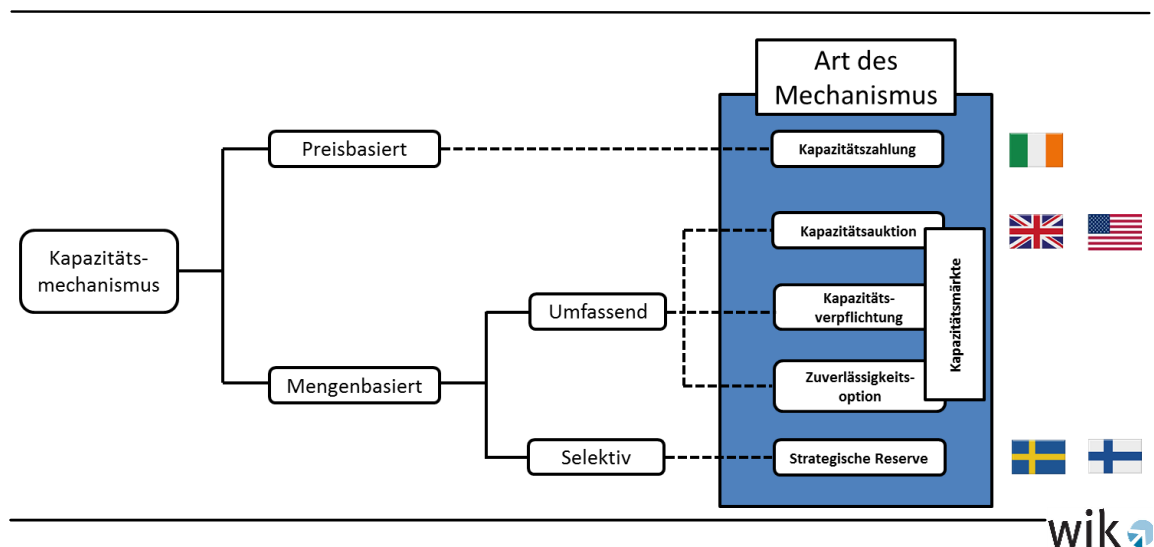 Art des
Mechanismus
Preisbasiert
Kapazitätszahlung
Kapazitätsauktion
Kapazitäts-
mechanismus
Umfassend
Kapazitäts-
verpflichtung
Kapazitätsmärkte
Mengenbasiert
Zuverlässigkeits-
option
Selektiv
Strategische Reserve
wik